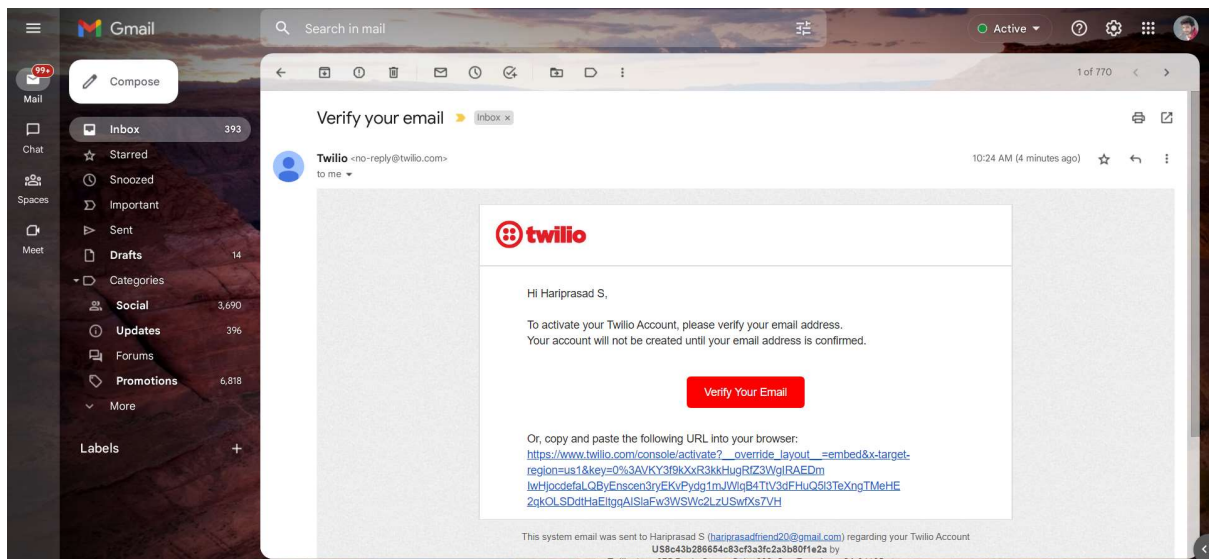 Gmail
Search in mail
Active
99+
Mail
Compose
1 of 770
Verify your email
Inbox ×
Inbox 393
Chat
Starred
Twilio <no-reply@twilio.com>
10:24 AM (4 minutes ago)
to me
Snoozed
Spaces
Important
Sent
twilio
Meet
Drafts 14
Categories
Social 3,690
Updates 396
Forums
Promotions 6,818
More
Labels
Hi Hariprasad S,
To activate your Twilio Account, please verify your email address.
Your account will not be created until your email address is confirmed.
Verify Your Email
Or, copy and paste the following URL into your browser:
https://www.twilio.com/console/activate?__override_layout__=embed&x-target-
region=us1&key=0%3AVKY3f9kXxR3kkHugRfZ3WgIRAEDm
IwHjocdefaLQByEnscen3ryEKvPydg1mJWlqB4TtV3dFHuQ5l3TeXngTMeHE
2qkOLSDdtHaEltgqAISlaFw3WSWc2LzUSwfXs7VH
This system email was sent to Hariprasad S (hariprasadfriend20@gmail.com) regarding your Twilio Account
US8c43b286654c83cf3a3fc2a3b80f1e2a by